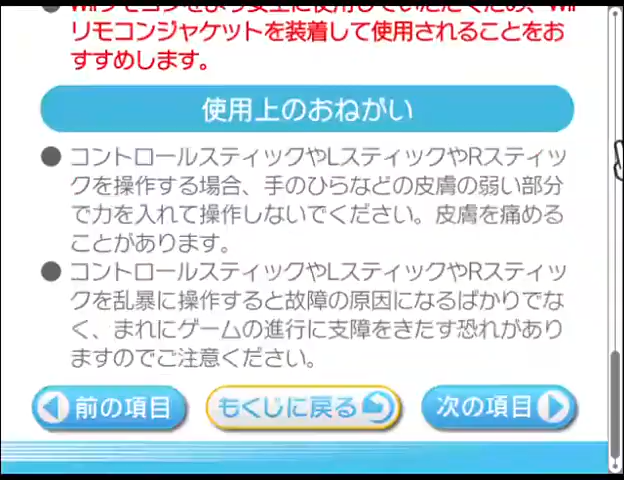 リモコンジャケットを装着して使用されることをお
すすめします。
使用上のおねがい
● コントロールスティックやLスティックやRスティッ
クを操作する場合、手のひらなどの皮膚の弱い部分
で力を入れて操作しないでください。皮膚を痛める
ことがあります。
● コントロールスティックやLスティックやRスティッ
クを乱暴に操作すると故障の原因になるばかりでな
く、まれにゲームの進行に支障をきたす恐れがあり
ますのでご注意ください。
前の項目
もくじに戻る
次の項目